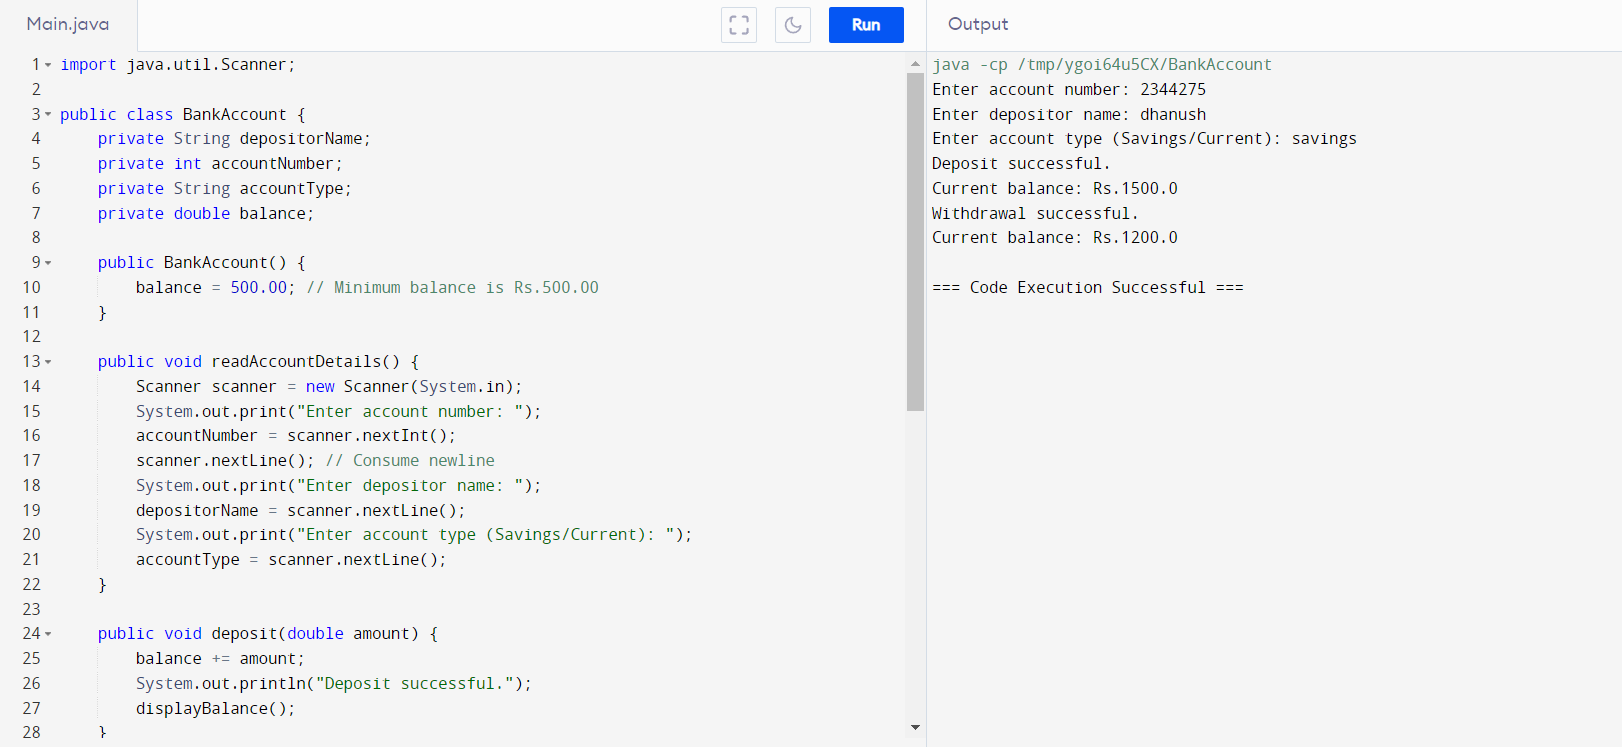 Main.java
Run
1 import java.util.Scanner;
2
3 public class BankAccount {
4     private String depositorName;
5     private int accountNumber;
6     private String accountType;
7     private double balance;
8
9     public BankAccount() {
10         balance = 500.00; // Minimum balance is Rs.500.00
11     }
12
13     public void readAccountDetails() {
14         Scanner scanner = new Scanner(System.in);
15         System.out.print("Enter account number: ");
16         accountNumber = scanner.nextInt();
17         scanner.nextLine(); // Consume newline
18         System.out.print("Enter depositor name: ");
19         depositorName = scanner.nextLine();
20         System.out.print("Enter account type (Savings/Current): ");
21         accountType = scanner.nextLine();
22     }
23
24     public void deposit(double amount) {
25         balance += amount;
26         System.out.println("Deposit successful.");
27         displayBalance();
28     }
Output
java -cp /tmp/ygoi64u5CX/BankAccount
Enter account number: 2344275
Enter depositor name: dhanush
Enter account type (Savings/Current): savings
Deposit successful.
Current balance: Rs.1500.0
Withdrawal successful.
Current balance: Rs.1200.0
=== Code Execution Successful ===